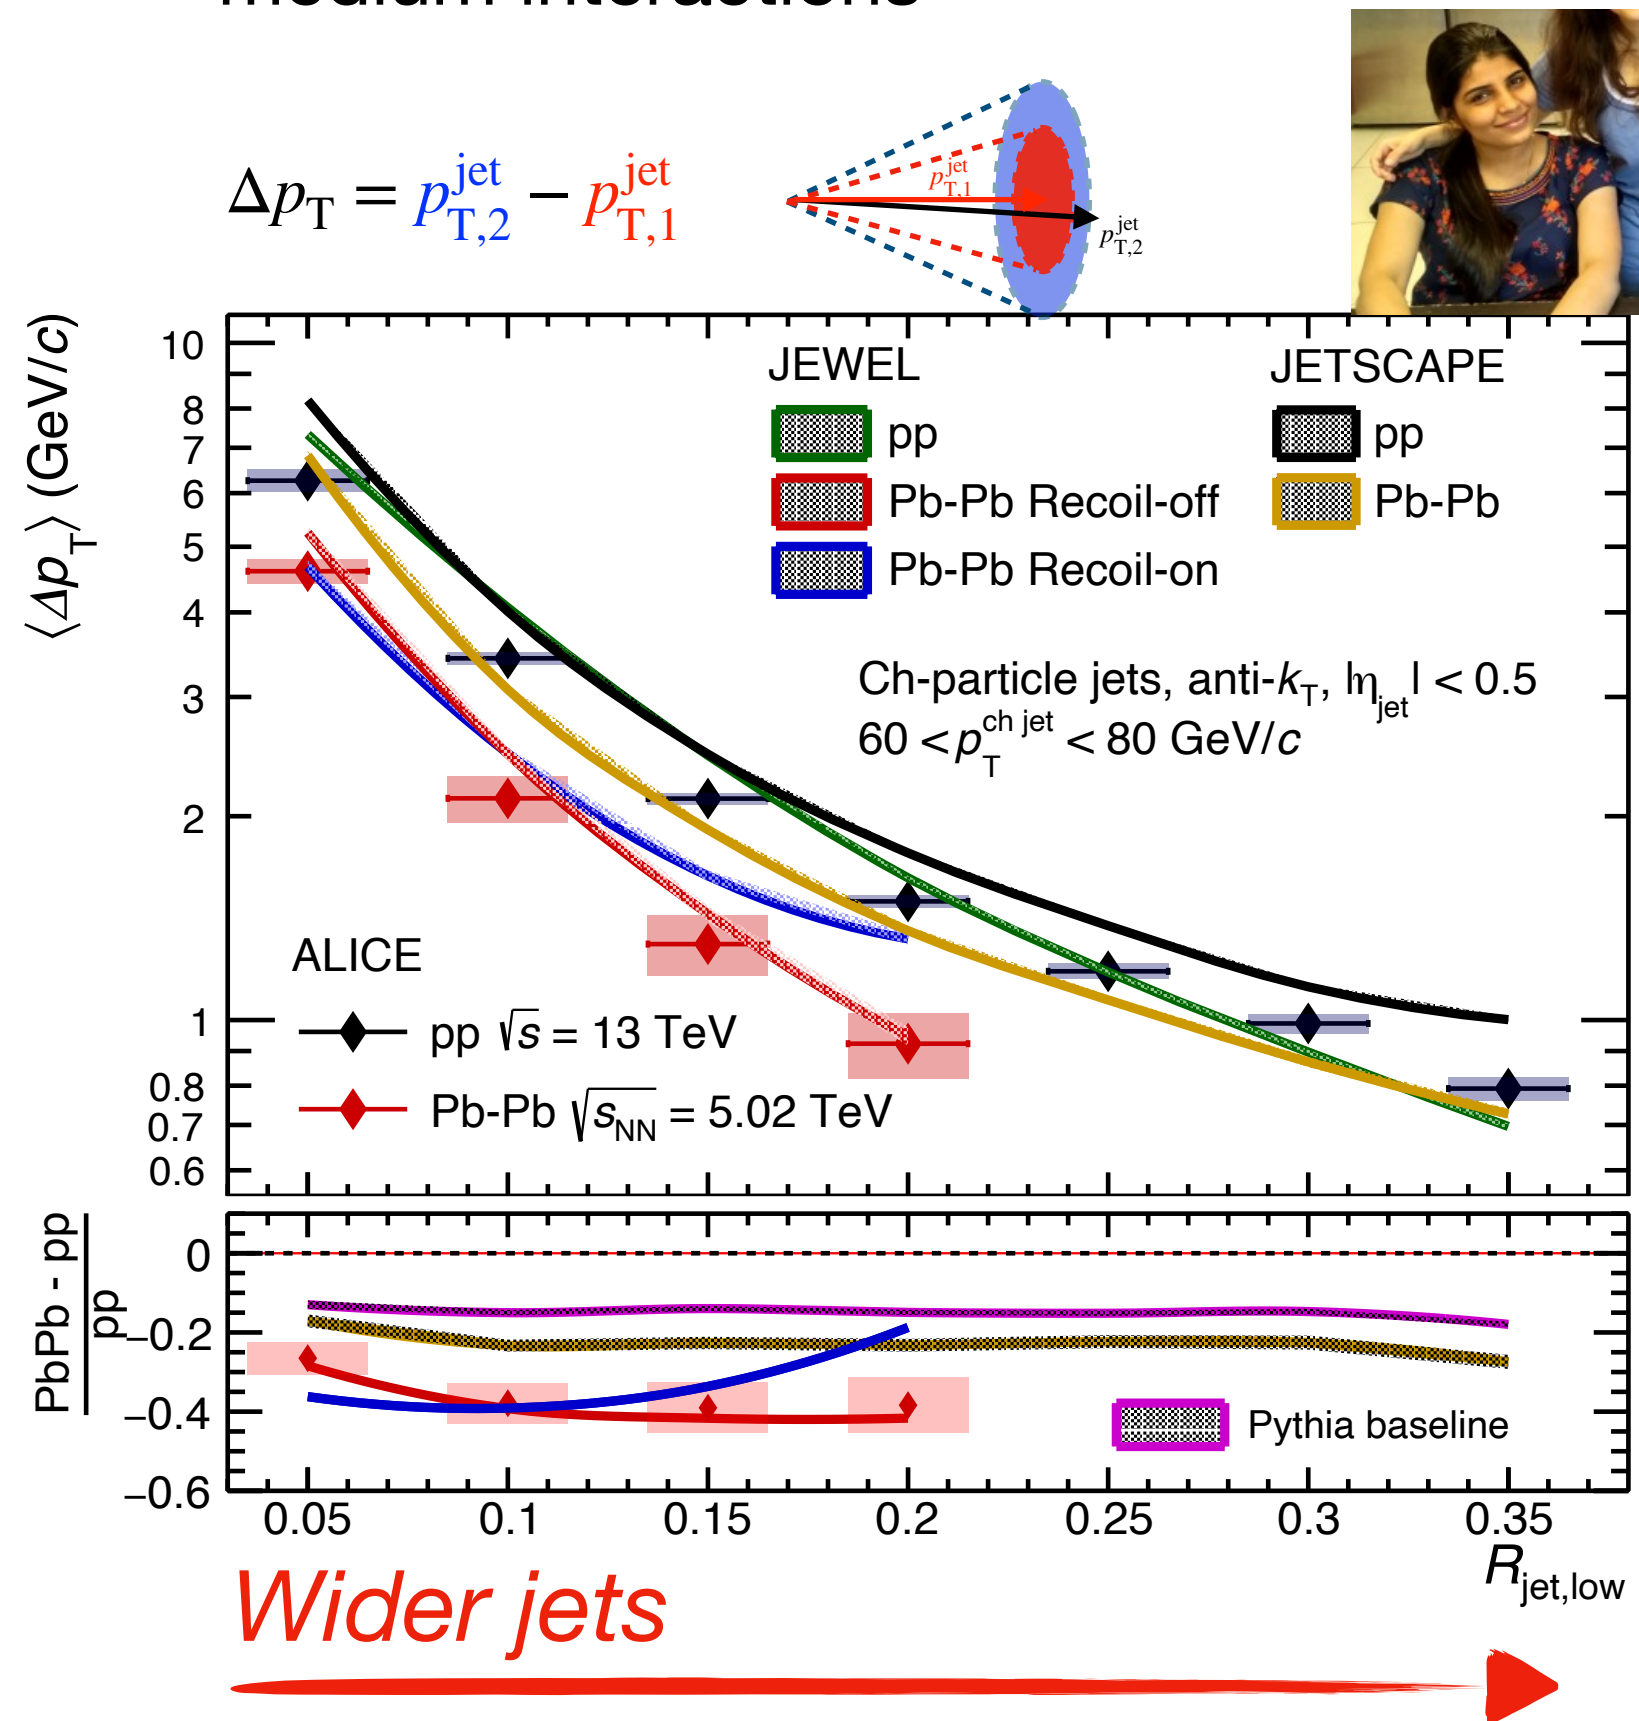 medium interactions
Δp_T = p_T,2^jet − p_T,1^jet
p_T,1^jet
p_T,2^jet
⟨Δp_T⟩ (GeV/c)
10
8
7
6
5
4
3
2
1
0.8
0.7
0.6
JEWEL
pp
Pb-Pb Recoil-off
Pb-Pb Recoil-on
JETSCAPE
pp
Pb-Pb
Ch-particle jets, anti-k_T, |η_jet| < 0.5
60 < p_T^ch jet < 80 GeV/c
ALICE
pp √s = 13 TeV
Pb-Pb √s_NN = 5.02 TeV
PbPb - pp
pp
0
−0.2
−0.4
−0.6
Pythia baseline
0.05 0.1 0.15 0.2 0.25 0.3 0.35
R_jet,low
Wider jets